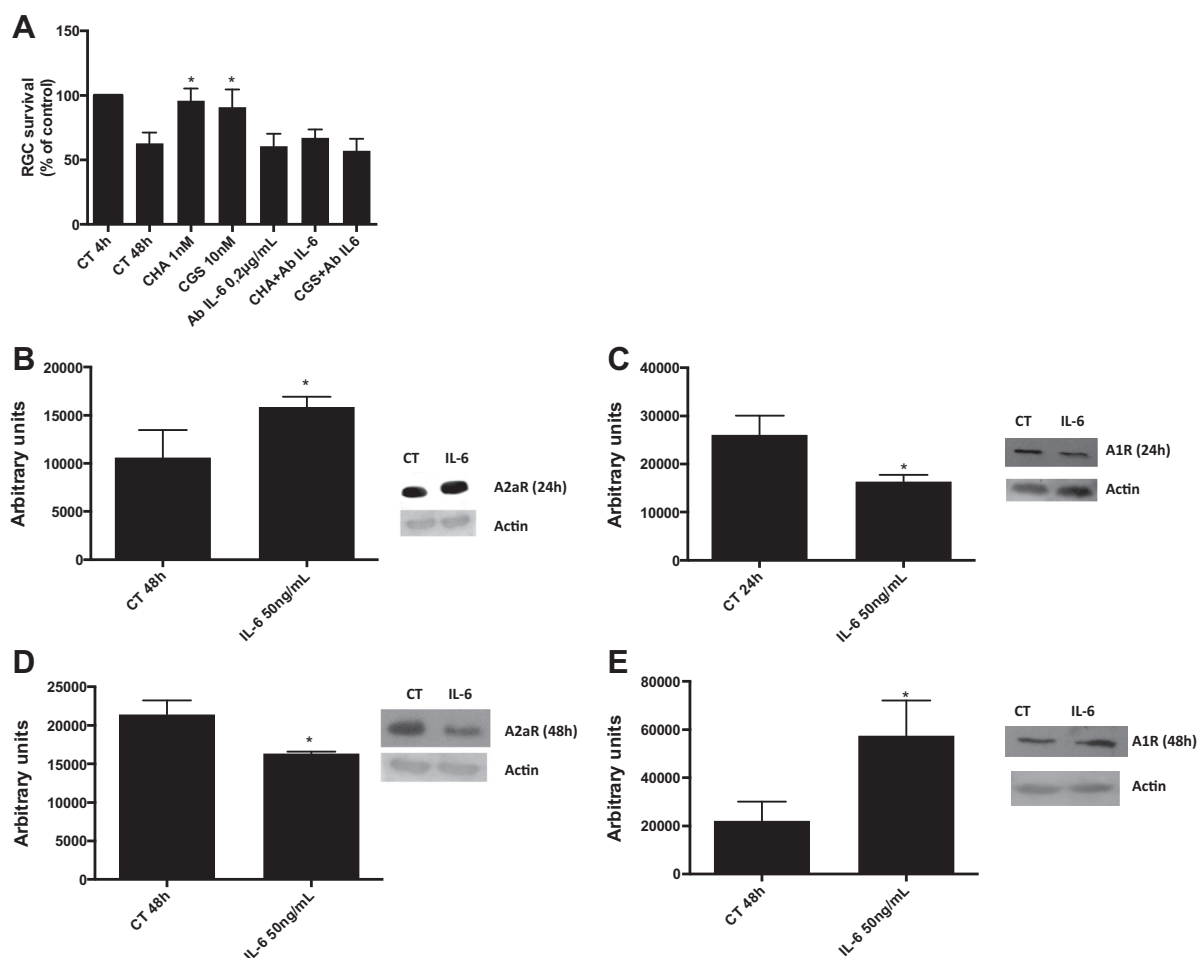 A
150
100
50
0
RGC survival
(% of control)
*
*
CT 4h
CT 48h
CHA 1nM
CGS 10nM
Ab IL-6 0,2µg/mL
CHA+Ab IL-6
CGS+Ab IL6
B
20000
15000
10000
5000
0
Arbitrary units
*
CT 48h
IL-6 50ng/mL
CT IL-6
A2aR (24h)
Actin
C
40000
30000
20000
10000
0
Arbitrary units
*
CT 24h
IL-6 50ng/mL
CT IL-6
A1R (24h)
Actin
D
25000
20000
15000
10000
5000
0
Arbitrary units
*
CT 48h
IL-6 50ng/mL
CT IL-6
A2aR (48h)
Actin
E
80000
60000
40000
20000
0
Arbitrary units
*
CT 48h
IL-6 50ng/mL
CT IL-6
A1R (48h)
Actin